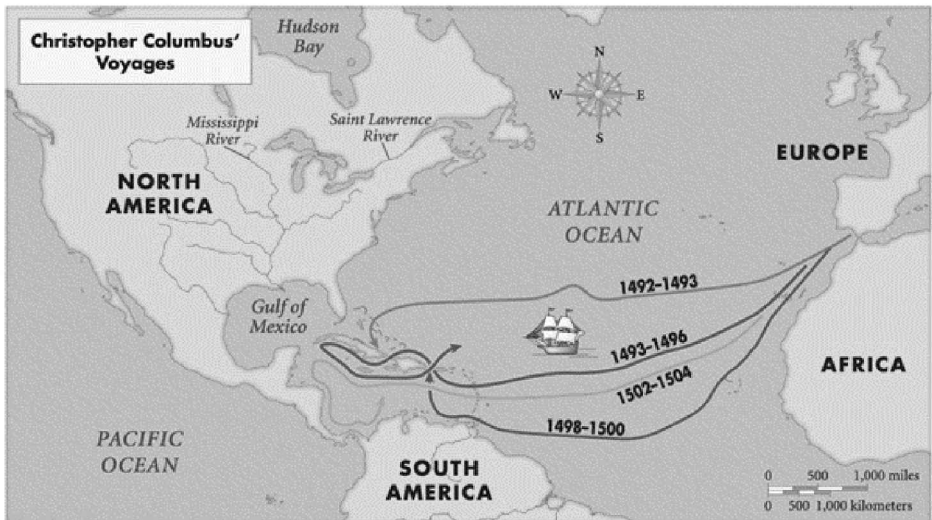 Christopher Columbus'
Voyages
Hudson
Bay
N
W
E
S
Mississippi
River
Saint Lawrence
River
EUROPE
NORTH
AMERICA
ATLANTIC
OCEAN
1492–1493
Gulf of
Mexico
1493–1496
AFRICA
1502–1504
1498–1500
PACIFIC
OCEAN
SOUTH
AMERICA
0 500 1,000 miles
0 500 1,000 kilometers